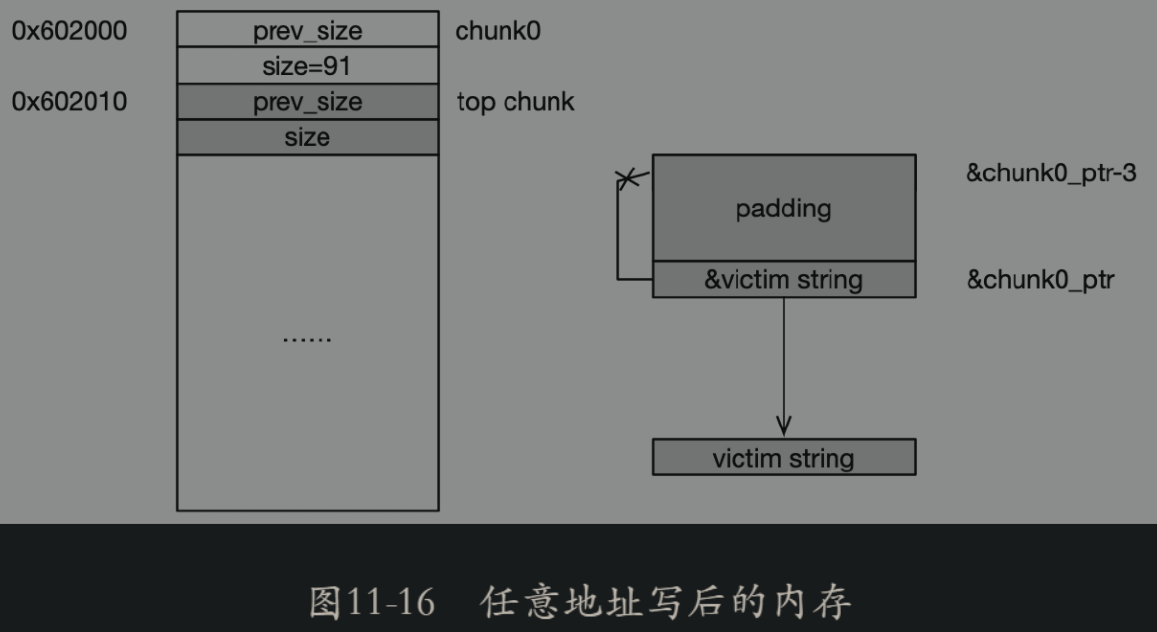 0x602000
prev_size
chunk0
size=91
0x602010
prev_size
top chunk
size
......
&chunk0_ptr-3
padding
&victim string
&chunk0_ptr
victim string
图11-16 任意地址写后的内存